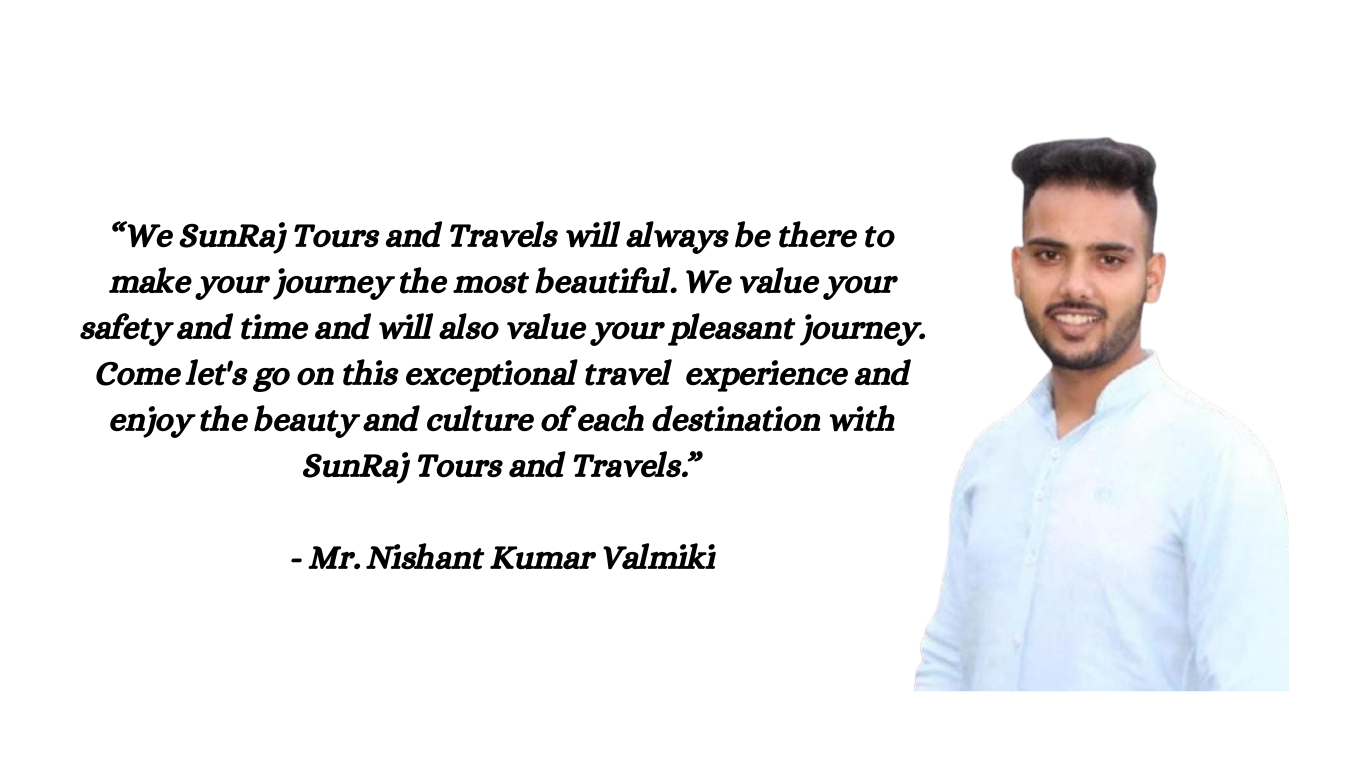 “We SunRaj Tours and Travels will always be there to
make your journey the most beautiful. We value your
safety and time and will also value your pleasant journey.
Come let's go on this exceptional travel  experience and
enjoy the beauty and culture of each destination with
SunRaj Tours and Travels.”
- Mr. Nishant Kumar Valmiki